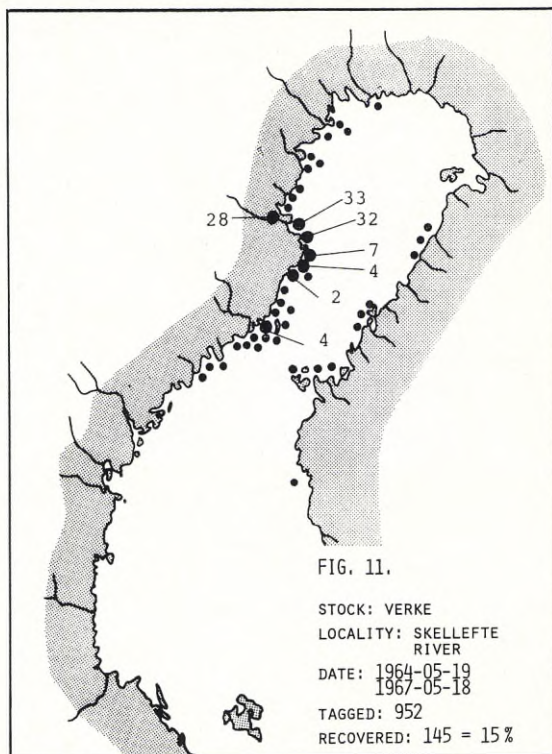 28
33
32
7
4
2
4
FIG. 11.
STOCK: VERKE
LOCALITY: SKELLEFTE
RIVER
DATE: 1964-05-19
1967-05-18
TAGGED: 952
RECOVERED: 145 = 15 %